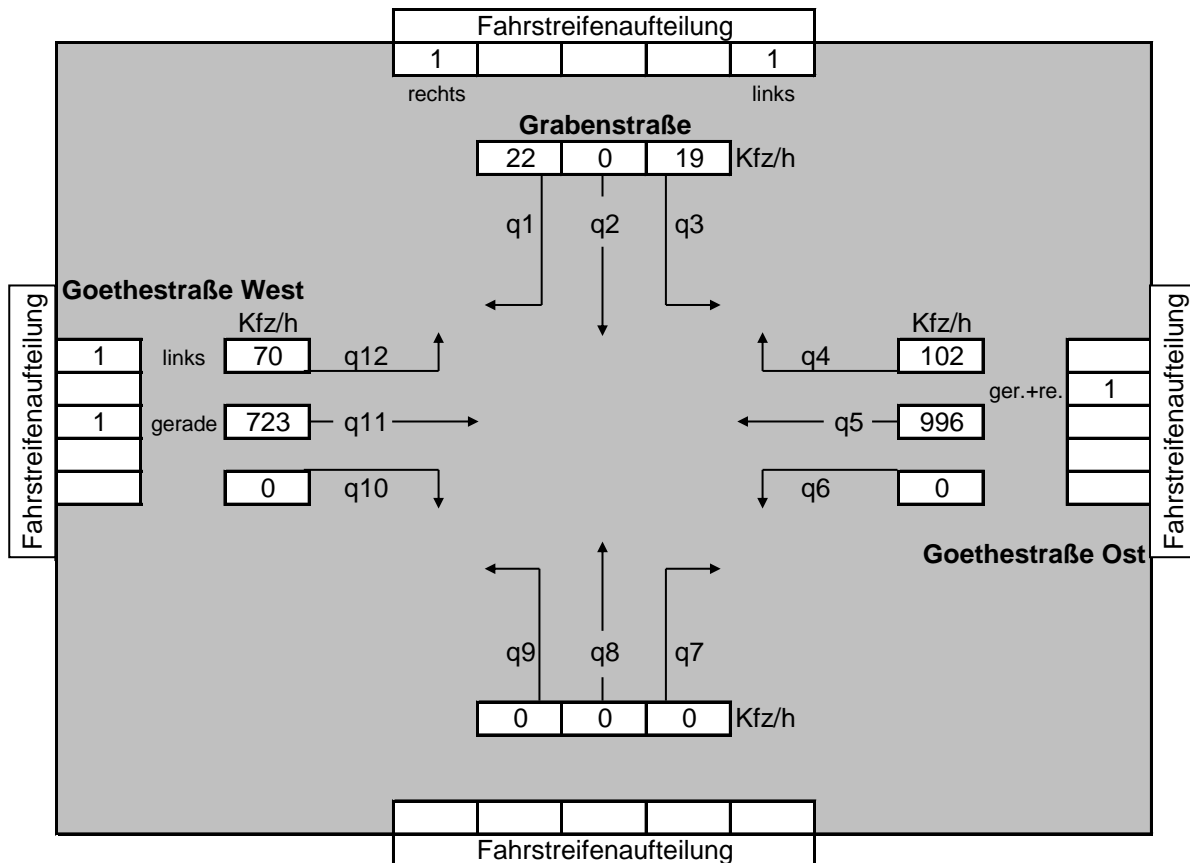 Fahrstreifenaufteilung
1 1
rechts links
Grabenstraße
22 0 19 Kfz/h
q1 q2 q3
Goethestraße West
Fahrstreifenaufteilung
Kfz/h
1 links 70 q12
1 gerade 723 q11
0 q10
Kfz/h
q4 102
ger.+re. 1
q5 996
q6 0
Goethestraße Ost
Fahrstreifenaufteilung
q9 q8 q7
0 0 0 Kfz/h
Fahrstreifenaufteilung